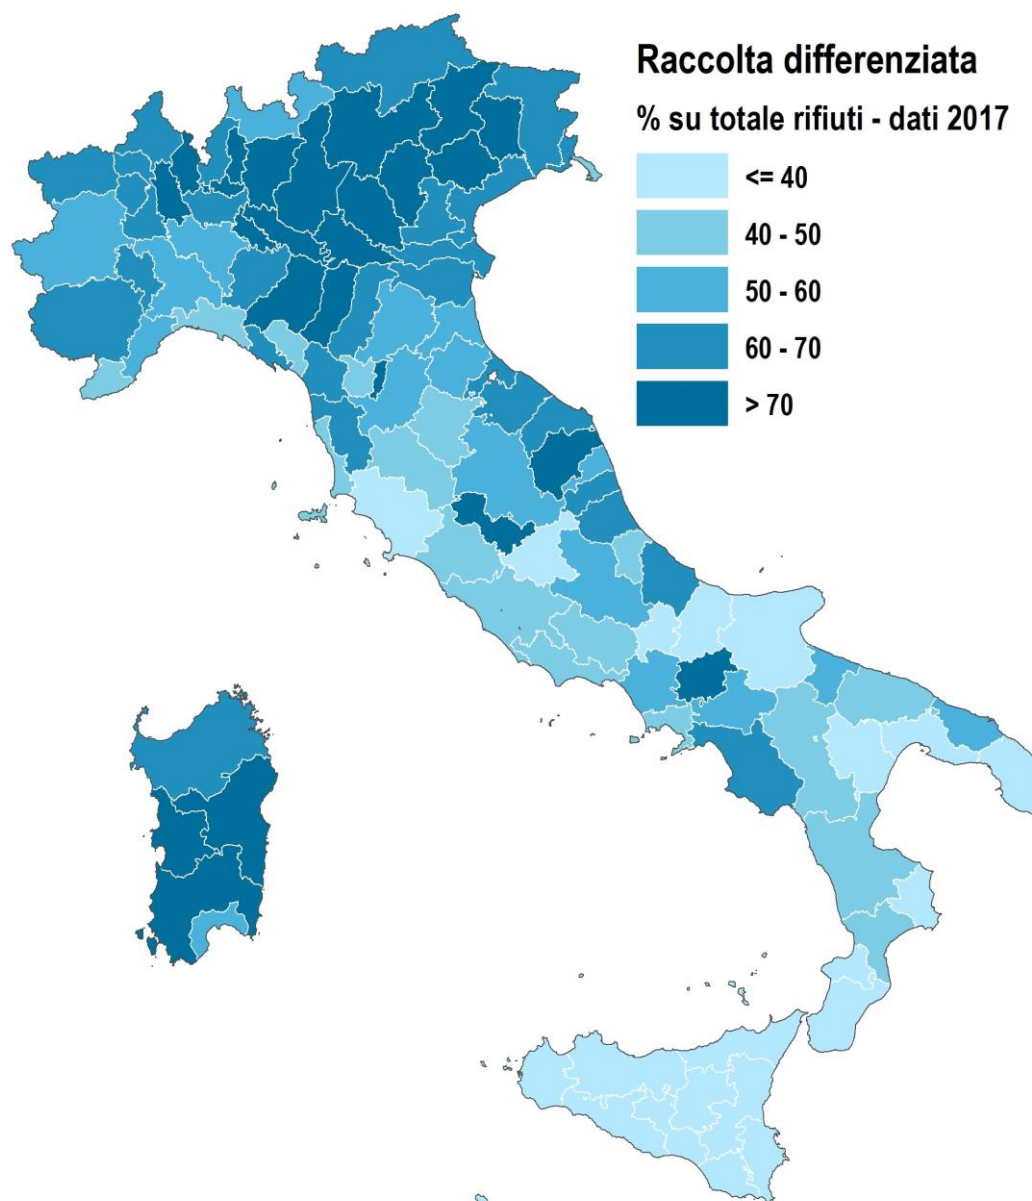 Raccolta differenziata
% su totale rifiuti - dati 2017
<= 40
40 - 50
50 - 60
60 - 70
> 70